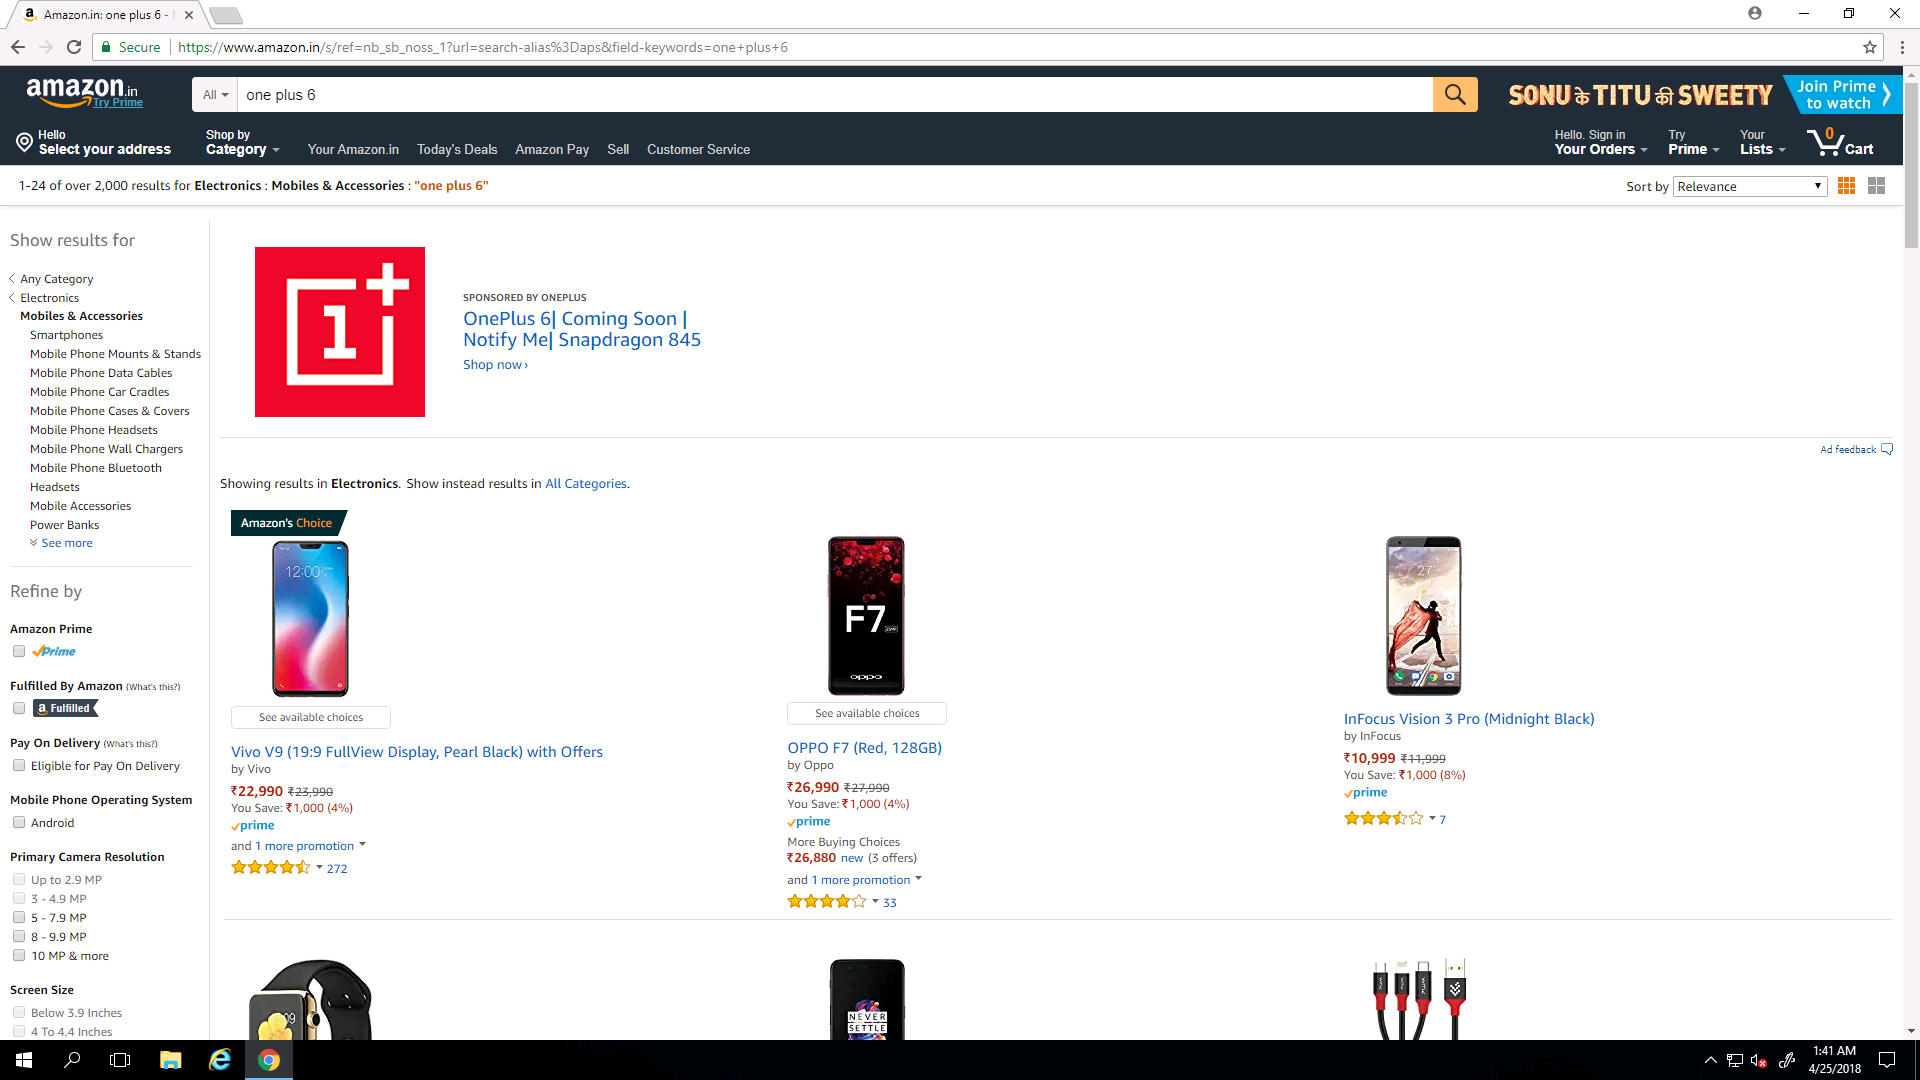 Amazon.in: one plus 6 -
Secure
https://www.amazon.in/s/ref=nb_sb_noss_1?url=search-alias%3Daps&field-keywords=one+plus+6
amazon.in
Try Prime
All
one plus 6
SONU के TITU की SWEETY
Join Prime
to watch
Hello
Select your address
Shop by
Category
Your Amazon.in
Today's Deals
Amazon Pay
Sell
Customer Service
Hello. Sign in
Your Orders
Try
Prime
Your
Lists
0
Cart
1-24 of over 2,000 results for Electronics : Mobiles & Accessories : "one plus 6"
Sort by
Relevance
Show results for
Any Category
Electronics
Mobiles & Accessories
Smartphones
Mobile Phone Mounts & Stands
Mobile Phone Data Cables
Mobile Phone Car Cradles
Mobile Phone Cases & Covers
Mobile Phone Headsets
Mobile Phone Wall Chargers
Mobile Phone Bluetooth
Headsets
Mobile Accessories
Power Banks
See more
Refine by
Amazon Prime
Prime
Fulfilled By Amazon (What's this?)
a Fulfilled
Pay On Delivery (What's this?)
Eligible for Pay On Delivery
Mobile Phone Operating System
Android
Primary Camera Resolution
Up to 2.9 MP
3 - 4.9 MP
5 - 7.9 MP
8 - 9.9 MP
10 MP & more
Screen Size
Below 3.9 Inches
4 To 4.4 Inches
1+
SPONSORED BY ONEPLUS
OnePlus 6| Coming Soon |
Notify Me| Snapdragon 845
Shop now ›
Ad feedback
Showing results in Electronics. Show instead results in All Categories.
Amazon's Choice
12:00
See available choices
Vivo V9 (19:9 FullView Display, Pearl Black) with Offers
by Vivo
₹22,990 ₹23,990
You Save: ₹1,000 (4%)
prime
and 1 more promotion
272
F7
oppo
See available choices
OPPO F7 (Red, 128GB)
by Oppo
₹26,990 ₹27,990
You Save: ₹1,000 (4%)
prime
More Buying Choices
₹26,880 new (3 offers)
and 1 more promotion
33
27
InFocus Vision 3 Pro (Midnight Black)
by InFocus
₹10,999 ₹11,999
You Save: ₹1,000 (8%)
prime
7
NEVER
SETTLE
1:41 AM
4/25/2018